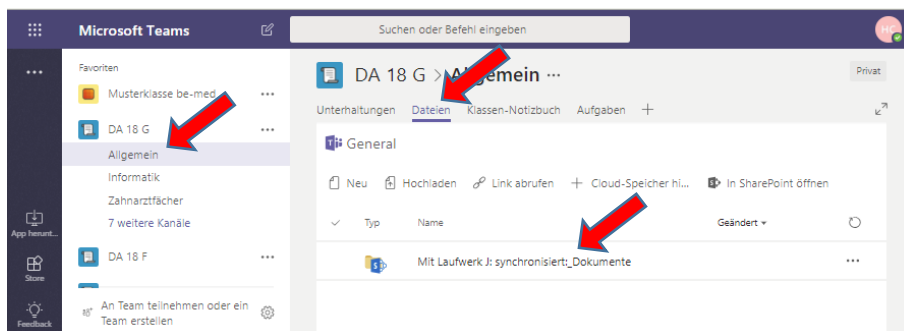 Microsoft Teams
Suchen oder Befehl eingeben
HC
Favoriten
Musterklasse be-med
DA 18 G
Allgemein
Informatik
Zahnarztfächer
7 weitere Kanäle
DA 18 F
An Team teilnehmen oder ein
Team erstellen
App herunt...
Store
Feedback
DA 18 G > Allgemein ...
Privat
Unterhaltungen Dateien Klassen-Notizbuch Aufgaben
General
Neu Hochladen Link abrufen Cloud-Speicher hi... In SharePoint öffnen
Typ Name Geändert
Mit Laufwerk J: synchronisiert:_Dokumente